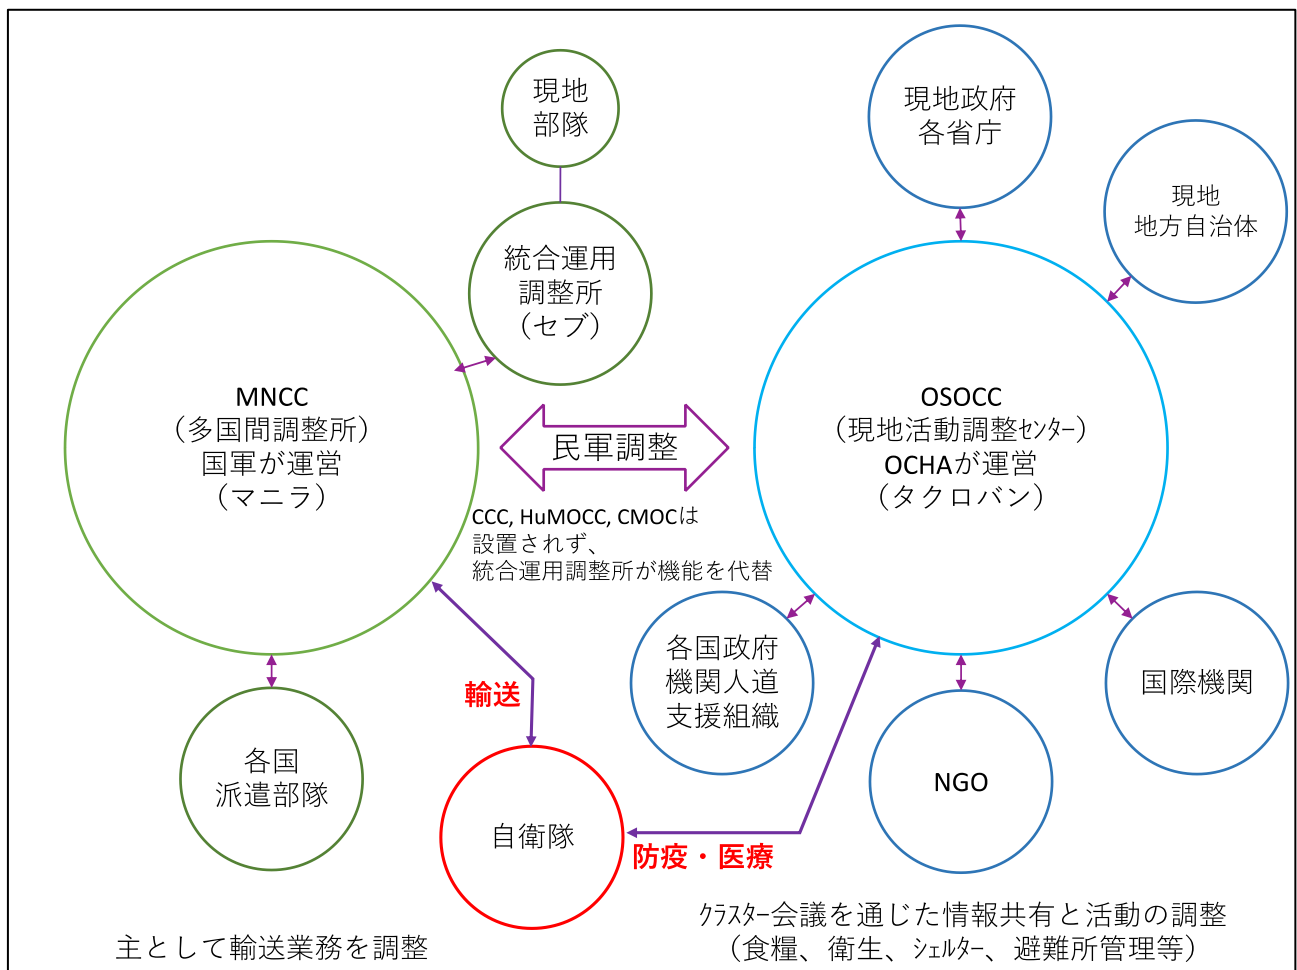 現地
部隊
統合運用
調整所
（セブ）
MNCC
（多国間調整所）
国軍が運営
（マニラ）
各国
派遣部隊
主として輸送業務を調整
民軍調整
CCC, HuMOCC, CMOCは
設置されず、
統合運用調整所が機能を代替
輸送
自衛隊
防疫・医療
現地政府
各省庁
現地
地方自治体
OSOCC
（現地活動調整ｾﾝﾀｰ）
OCHAが運営
（タクロバン）
各国政府
機関人道
支援組織
NGO
国際機関
ｸﾗｽﾀｰ会議を通じた情報共有と活動の調整
（食糧、衛生、ｼｪﾙﾀｰ、避難所管理等）